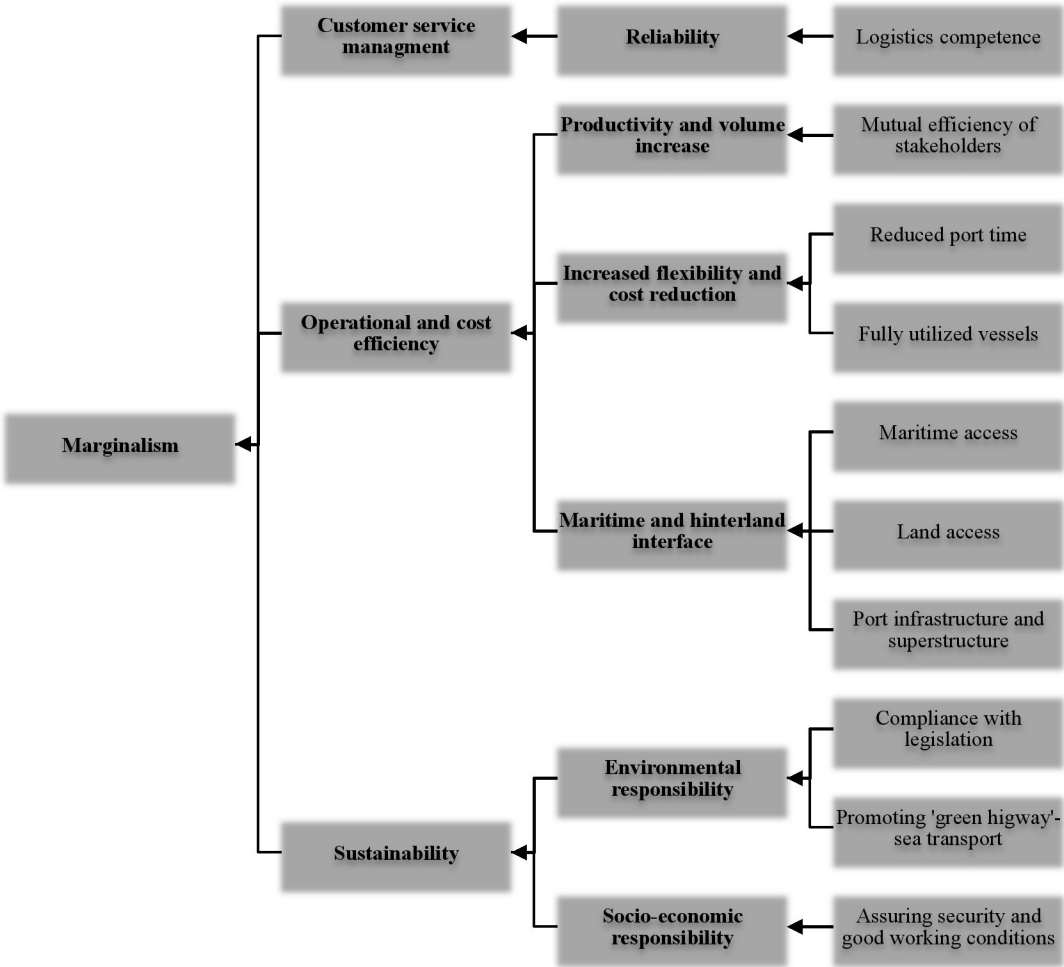 Customer service
managment
Reliability
Logistics competence
Productivity and volume
increase
Mutual efficiency of
stakeholders
Reduced port time
Increased flexibility and
cost reduction
Operational and cost
efficiency
Fully utilized vessels
Marginalism
Maritime access
Maritime and hinterland
interface
Land access
Port infrastructure and
superstructure
Compliance with
legislation
Environmental
responsibility
Promoting 'green higway'-
sea transport
Sustainability
Socio-economic
responsibility
Assuring security and
good working conditions